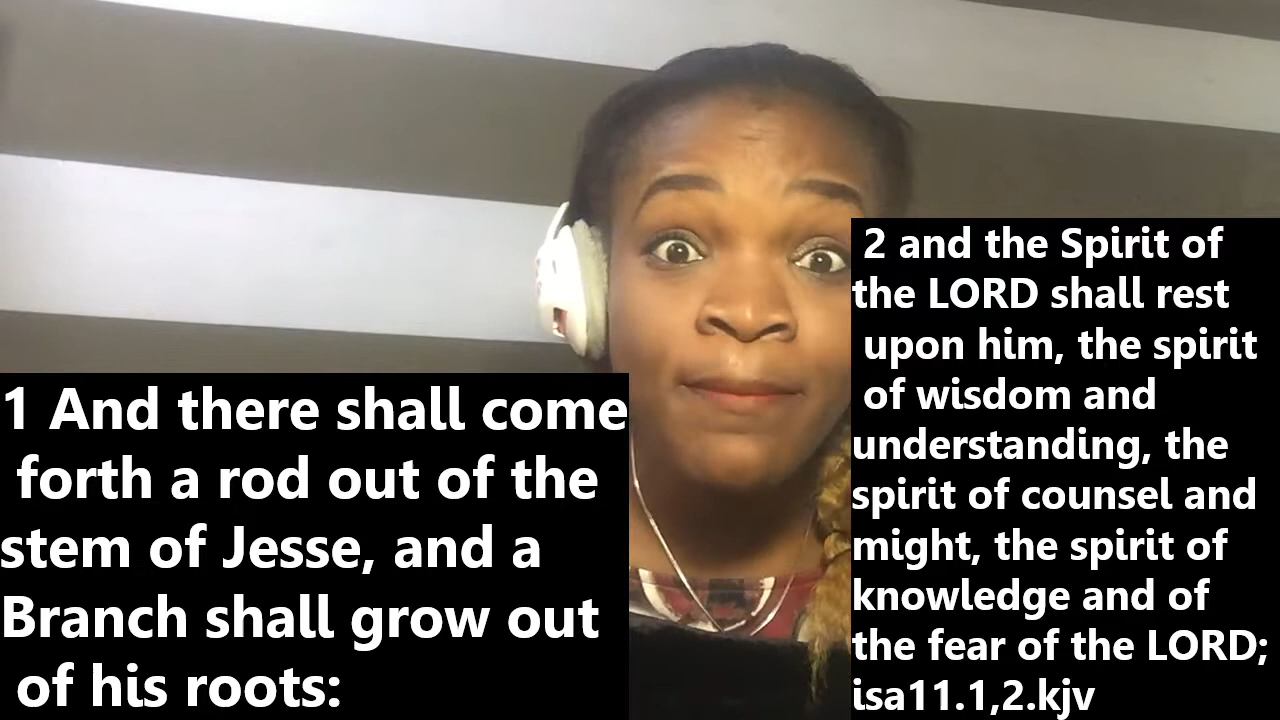 1 And there shall come
forth a rod out of the
stem of Jesse, and a
Branch shall grow out
of his roots:
2 and the Spirit of
the LORD shall rest
upon him, the spirit
of wisdom and
understanding, the
spirit of counsel and
might, the spirit of
knowledge and of
the fear of the LORD;
isa11.1,2.kjv